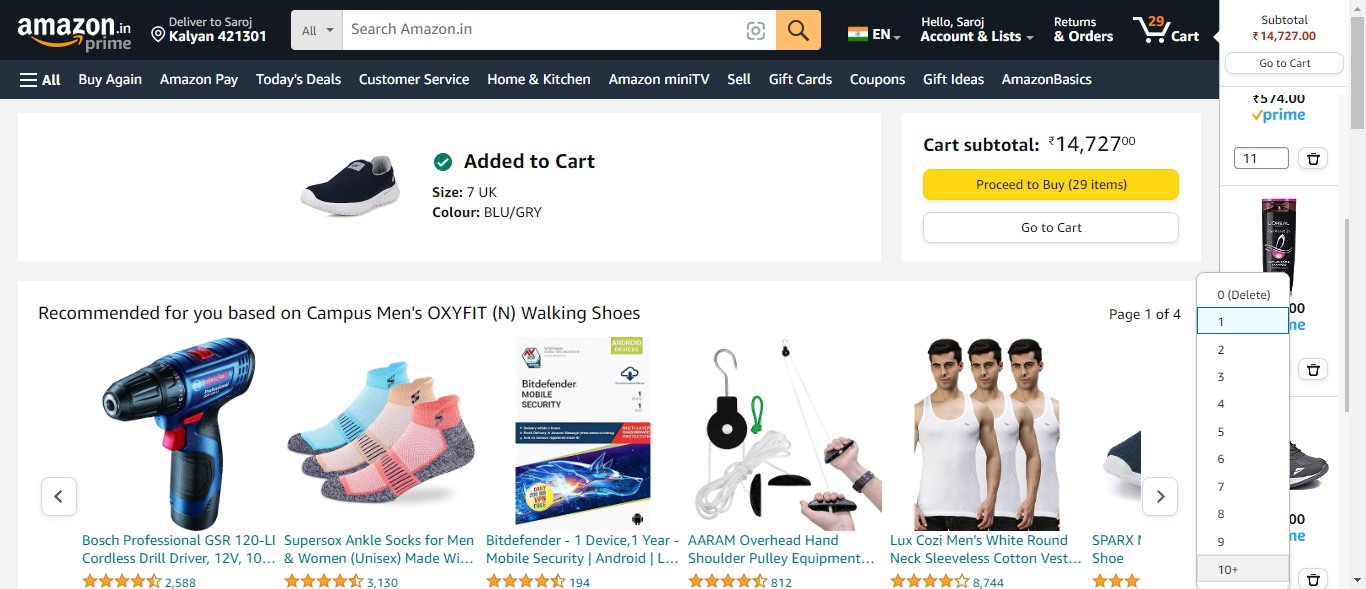 amazon.in
prime
Deliver to Saroj
Kalyan 421301
All
Search Amazon.in
EN
Hello, Saroj
Account & Lists
Returns
& Orders
29
Cart
Subtotal
₹14,727.00
Go to Cart
All
Buy Again
Amazon Pay
Today's Deals
Customer Service
Home & Kitchen
Amazon miniTV
Sell
Gift Cards
Coupons
Gift Ideas
AmazonBasics
₹574.00
prime
11
Added to Cart
Size: 7 UK
Colour: BLU/GRY
Cart subtotal: ₹14,72700
Proceed to Buy (29 items)
Go to Cart
Recommended for you based on Campus Men's OXYFIT (N) Walking Shoes
Page 1 of 4
BOSCH
Professional
ANDROID
DEVICES
Bitdefender
MOBILE
SECURITY
L'OREAL
0 (Delete)
1
2
3
4
5
6
7
8
9
10+
00
ne
00
ne
Bosch Professional GSR 120-LI
Cordless Drill Driver, 12V, 10...
2,588
Supersox Ankle Socks for Men
& Women (Unisex) Made Wi...
3,130
Bitdefender - 1 Device,1 Year -
Mobile Security | Android | L...
194
AARAM Overhead Hand
Shoulder Pulley Equipment...
812
Lux Cozi Men's White Round
Neck Sleeveless Cotton Vest...
8,744
SPARX
Shoe